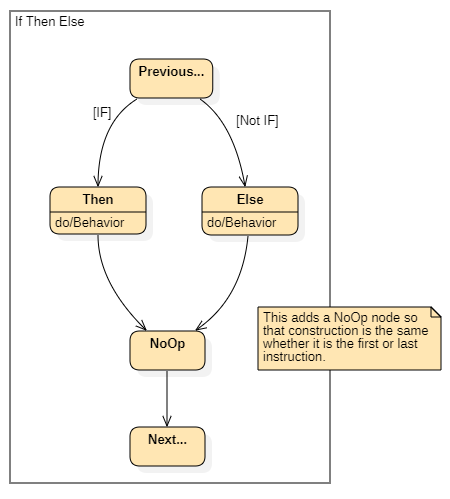 If Then Else
Previous...
[IF]
[Not IF]
Then
do/Behavior
Else
do/Behavior
This adds a NoOp node so
that construction is the same
whether it is the first or last
instruction.
NoOp
Next...